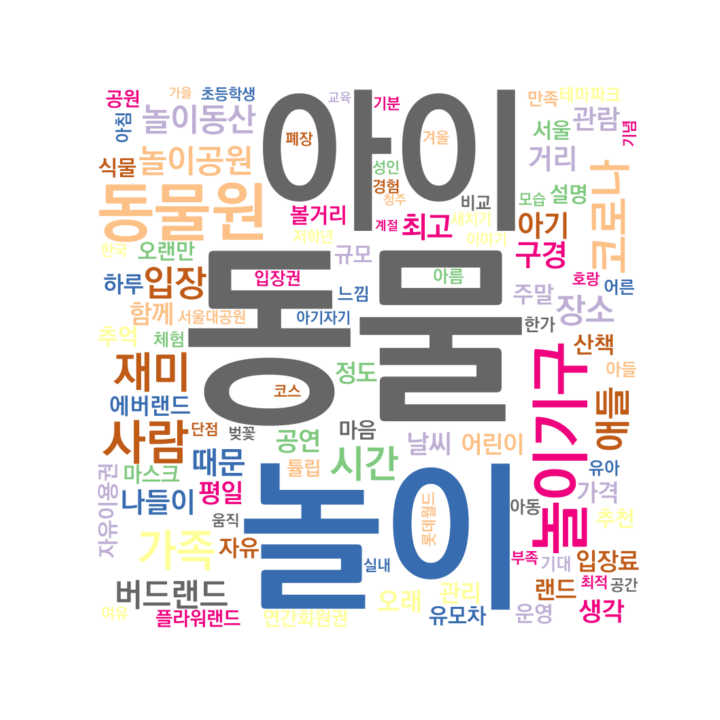 공원
가을
초등학생
교육
기분
만족
테마파크
아이
아침
놀이동산
폐장
겨울
서울
관람
기념
식물
놀이공원
성인
거리
동물원
볼거리
경험
청주
비교
모습
설명
코로나
저학년
계절
최고
새치기
이야기
아기
한국
오랜만
규모
구경
하루
입장
입장권
동물
느낌
아름
주말
호랑
어른
장소
함께
서울대공원
아기자기
한가
추억
체험
산책
재미
정도
놀이기구
아들
에버랜드
코스
애들
사람
단점
벚꽃
공연
마음
날씨
어린이
자유이용권
마스크
때문
튤립
시간
유아
나들이
평일
놀이
롯데월드
아동
가격
움직
추천
가족
자유
실내
부족
기대
입장료
버드랜드
랜드
최적
공간
여유
플라워랜드
연간회원권
오래
관리
유모차
운영
생각